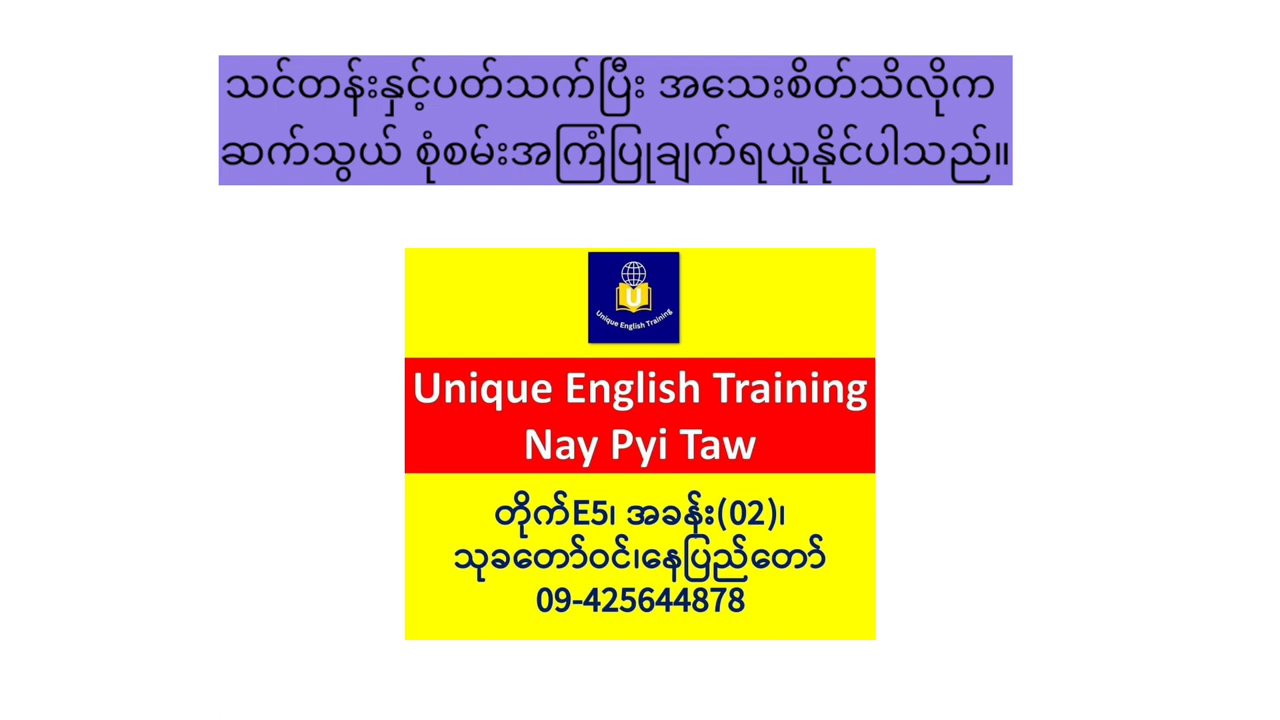 သင်တန်းနှင့်ပတ်သက်ပြီး အသေးစိတ်သိလိုက
ဆက်သွယ် စုံစမ်းအကြံပြုချက်ရယူနိုင်ပါသည်။
U
Unique English Training
Unique English Training
Nay Pyi Taw
တိုက်E5၊ အခန်း(02)၊
သုခတော်ဝင်၊နေပြည်တော်
09-425644878